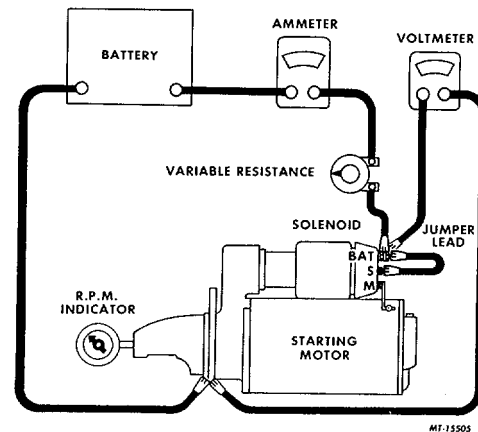 AMMETER
VOLTMETER
BATTERY
VARIABLE RESISTANCE
SOLENOID
JUMPER
LEAD
BAT
S
M
R.P.M.
INDICATOR
STARTING
MOTOR
MT-15505